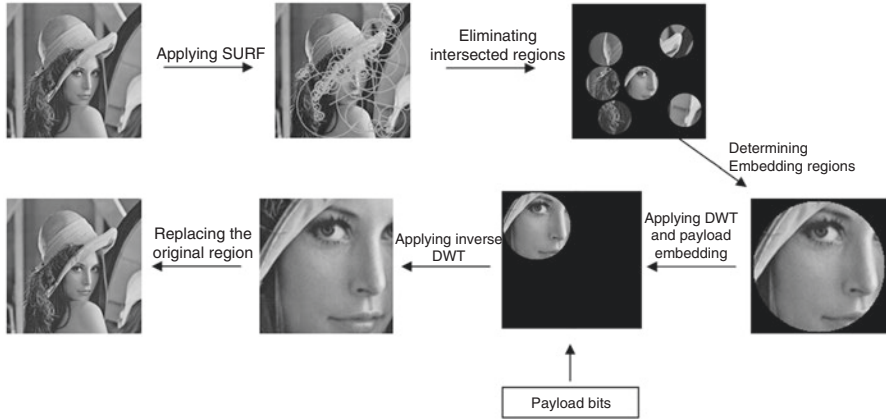 Applying SURF
Eliminating
intersected regions
Determining
Embedding regions
Replacing the
original region
Applying inverse
DWT
Applying DWT
and payload
embedding
Payload bits